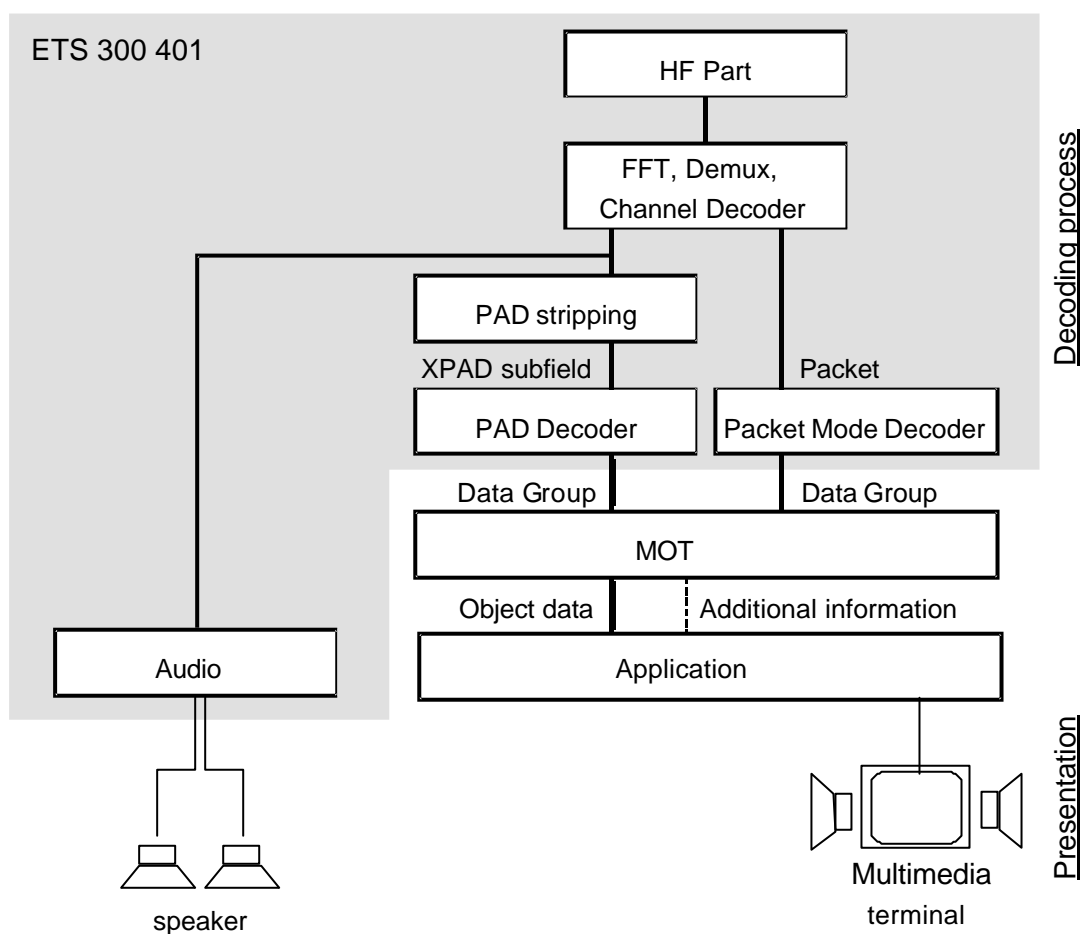 ETS 300 401
HF Part
FFT, Demux,
Channel Decoder
PAD stripping
XPAD subfield
Packet
PAD Decoder
Packet Mode Decoder
Data Group
Data Group
MOT
Object data
Additional information
Audio
Application
speaker
Multimedia
terminal
Decoding process
Presentation